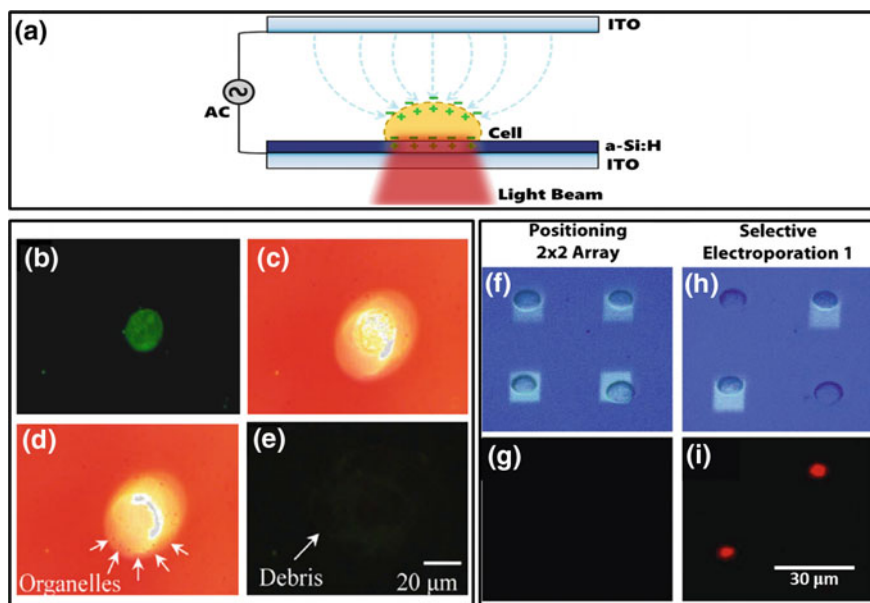 (a)
ITO
AC
Cell
a-Si:H
ITO
Light Beam
(b)
(c)
(d)
Organelles
(e)
Debris
20 μm
Positioning
2x2 Array
Selective
Electroporation 1
(f)
(h)
(g)
(i)
30 μm